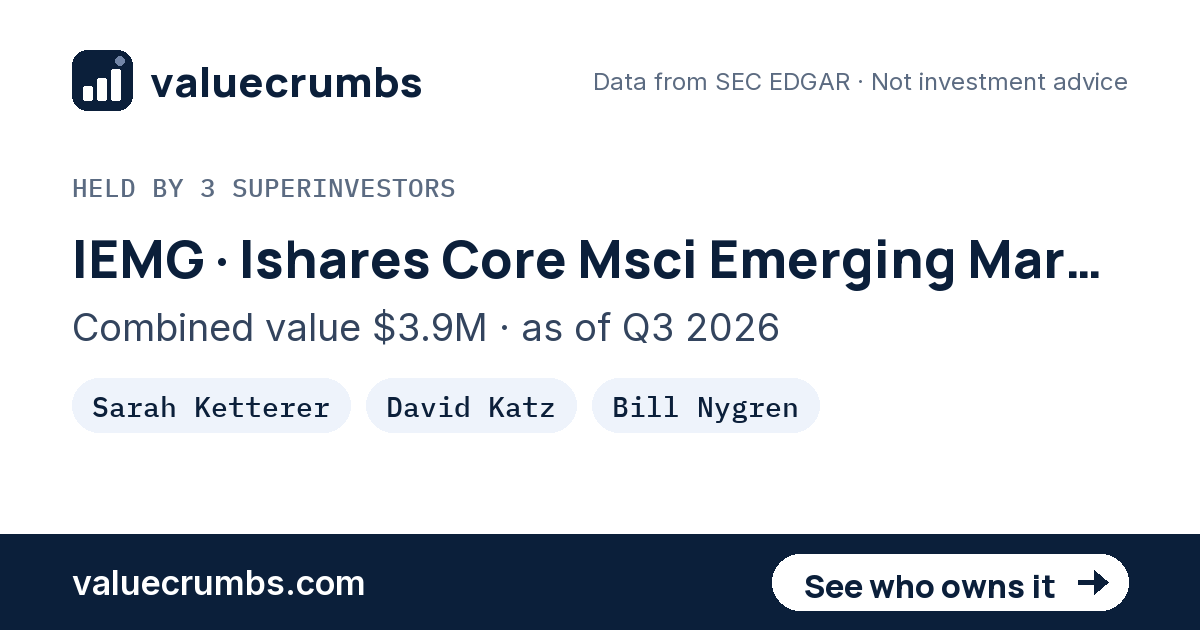 valuecrumbs
Data from SEC EDGAR · Not investment advice
HELD BY 3 SUPERINVESTORS
IEMG · Ishares Core Msci Emerging Mar…
Combined value $3.9M · as of Q3 2026
Sarah Ketterer David Katz Bill Nygren
valuecrumbs.com
See who owns it →